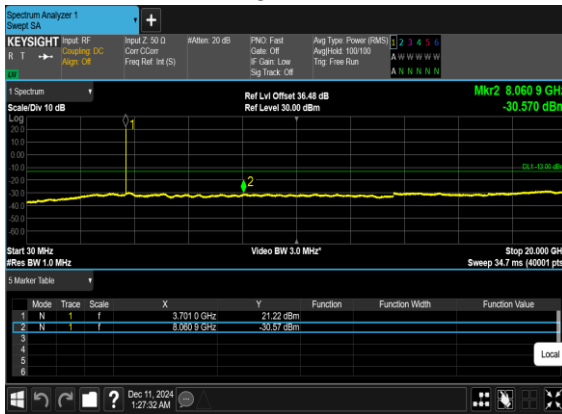 Spectrum Analyzer 1
Swept SA
+
KEYSIGHT Input: RF Input Z: 50 Ω #Atten: 20 dB PNO: Fast Avg Type: Power (RMS) 1 2 3 4 5 6
R T Coupling: DC Corr CCorr Gate: Off Avg|Hold: 100/100 A W W W W W
Align: Off Freq Ref: Int (S) IF Gain: Low Trig: Free Run
Sig Track: Off A N N N N N
1 Spectrum
Ref Lvl Offset 36.48 dB Mkr2 8.060 9 GHz
Scale/Div 10 dB Ref Level 30.00 dBm -30.570 dBm
Log
20.0
10.0
0.00
-10.0
-20.0
-30.0
-40.0
-50.0
-60.0
1
2
DL1 -13.00 dBm
Start 30 MHz Video BW 3.0 MHz* Stop 20.000 GHz
#Res BW 1.0 MHz Sweep 34.7 ms (40001 pts)
5 Marker Table
Mode Trace Scale X Y Function Function Width Function Value
1 N 1 f 3.701 0 GHz 21.22 dBm
2 N 1 f 8.060 9 GHz -30.57 dBm
3
4
5
6
Local
? Dec 11, 2024
1:27:32 AM